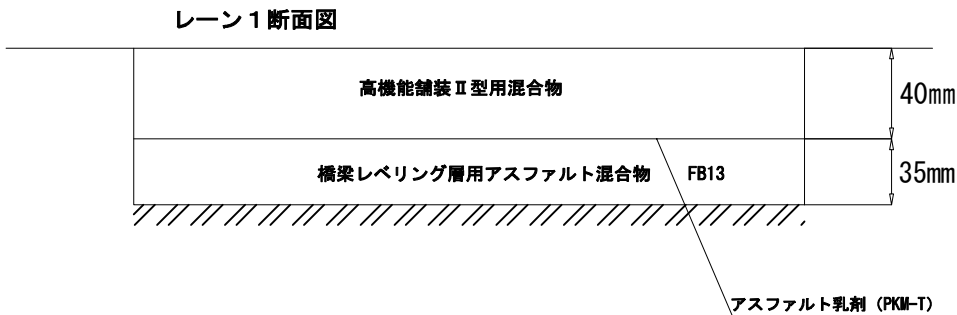 レーン1断面図
高機能舗装Ⅱ型用混合物
40mm
橋梁レベリング層用アスファルト混合物 FB13
35mm
アスファルト乳剤 (PKM-T)